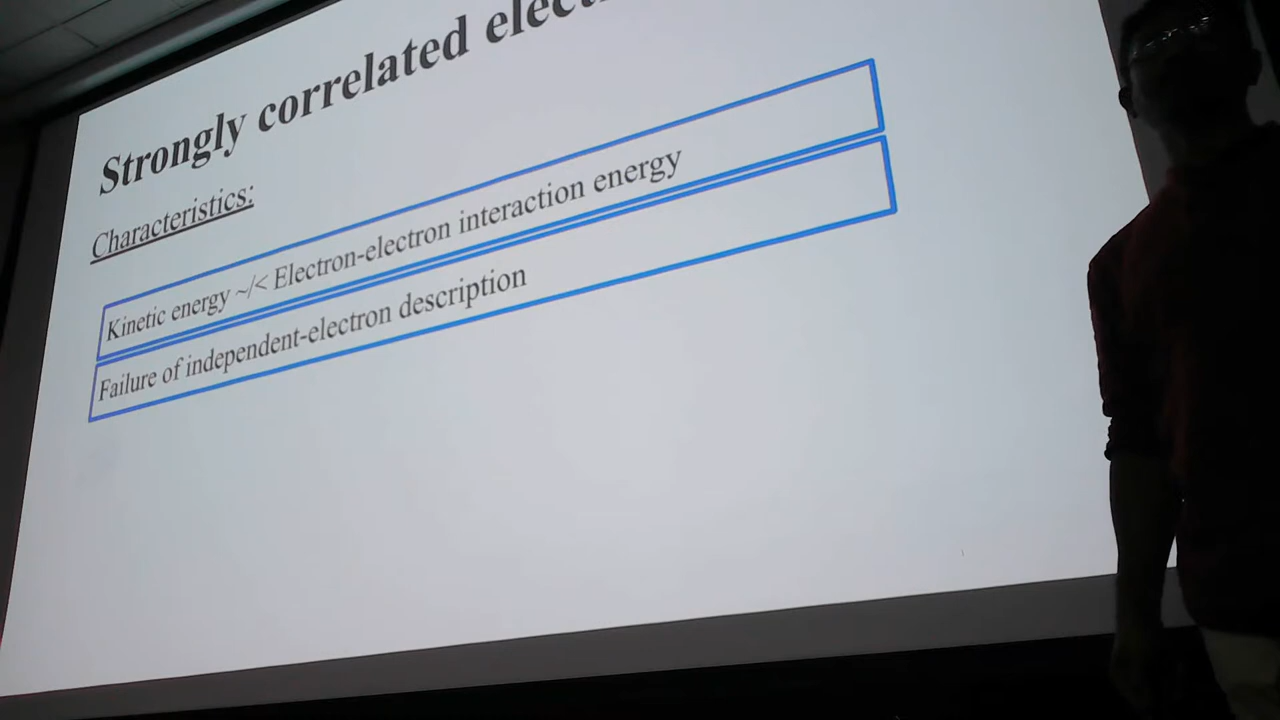 Strongly correlated
Characteristics:
Kinetic energy ~/< Electron-electron interaction energy
Failure of independent-electron description